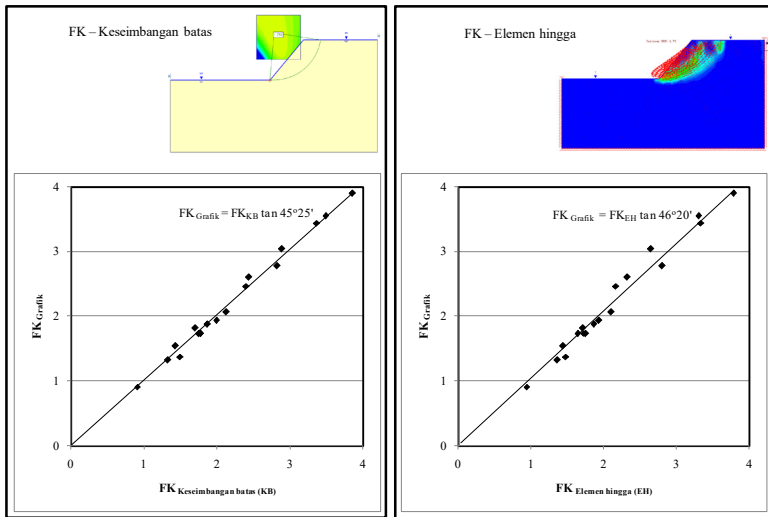 FK – Keseimbangan batas
FK Grafik = FK KB tan 45°25'
FK Grafik
4
3
2
1
0
0 1 2 3 4
FK Keseimbangan batas (KB)
FK – Elemen hingga
FK Grafik = FK EH tan 46°20'
FK Grafik
4
3
2
1
0
0 1 2 3 4
FK Elemen hingga (EH)